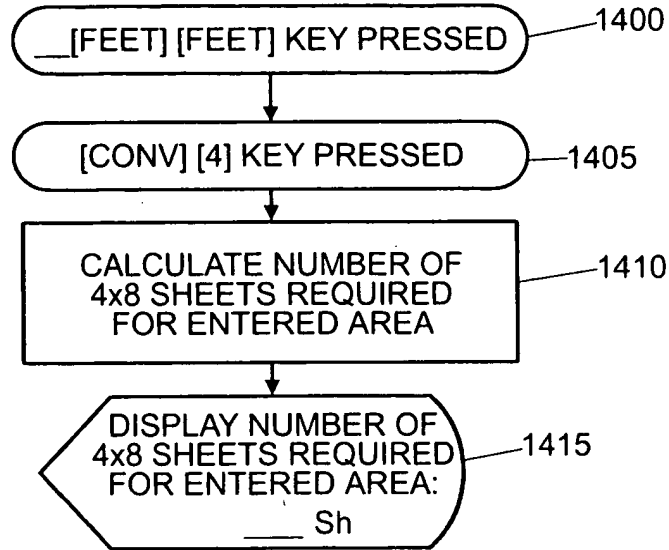 __[FEET] [FEET] KEY PRESSED
1400
[CONV] [4] KEY PRESSED
1405
CALCULATE NUMBER OF
4x8 SHEETS REQUIRED
FOR ENTERED AREA
1410
DISPLAY NUMBER OF
4x8 SHEETS REQUIRED
FOR ENTERED AREA:
___ Sh
1415